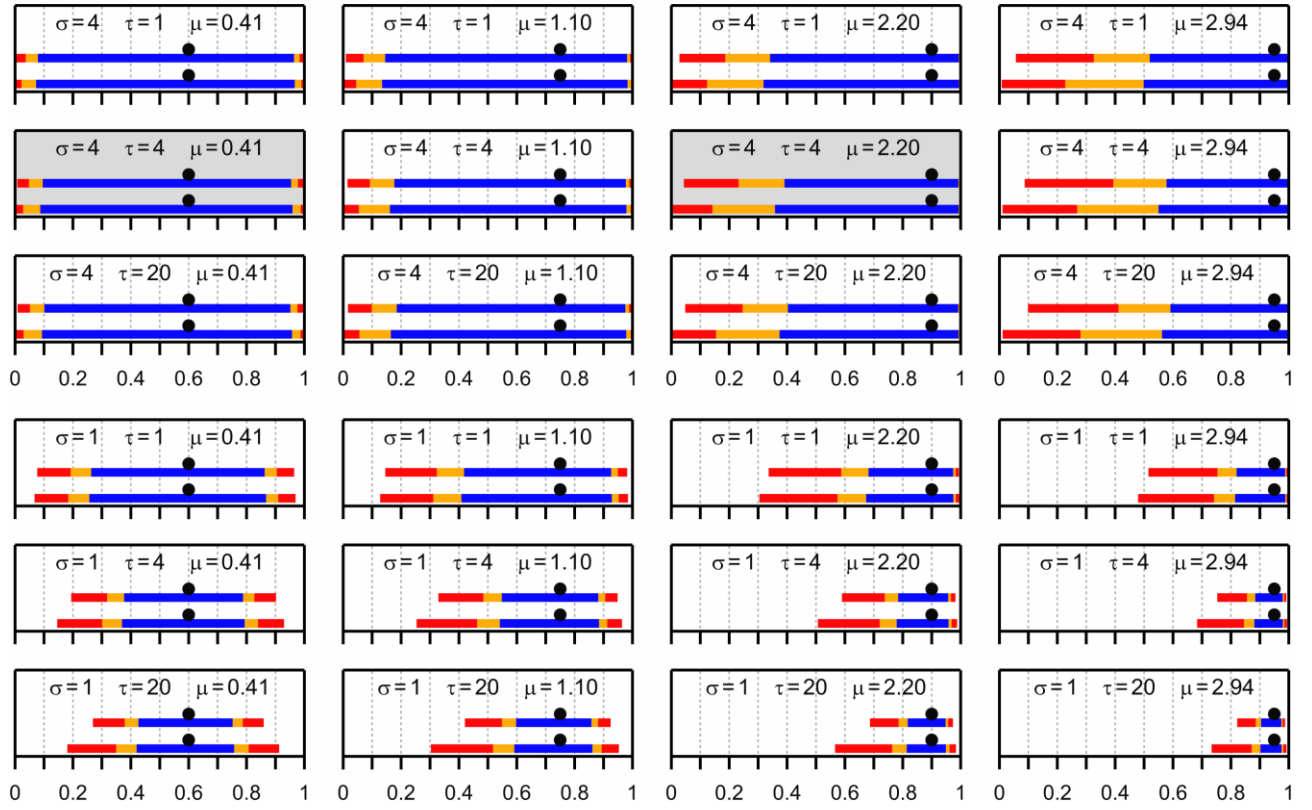 σ=4 τ=1 μ=0.41 σ=4 τ=1 μ=1.10 σ=4 τ=1 μ=2.20 σ=4 τ=1 μ=2.94
σ=4 τ=4 μ=0.41 σ=4 τ=4 μ=1.10 σ=4 τ=4 μ=2.20 σ=4 τ=4 μ=2.94
σ=4 τ=20 μ=0.41 σ=4 τ=20 μ=1.10 σ=4 τ=20 μ=2.20 σ=4 τ=20 μ=2.94
0 0.2 0.4 0.6 0.8 1 0 0.2 0.4 0.6 0.8 1 0 0.2 0.4 0.6 0.8 1 0 0.2 0.4 0.6 0.8 1
σ=1 τ=1 μ=0.41 σ=1 τ=1 μ=1.10 σ=1 τ=1 μ=2.20 σ=1 τ=1 μ=2.94
σ=1 τ=4 μ=0.41 σ=1 τ=4 μ=1.10 σ=1 τ=4 μ=2.20 σ=1 τ=4 μ=2.94
σ=1 τ=20 μ=0.41 σ=1 τ=20 μ=1.10 σ=1 τ=20 μ=2.20 σ=1 τ=20 μ=2.94
0 0.2 0.4 0.6 0.8 1 0 0.2 0.4 0.6 0.8 1 0 0.2 0.4 0.6 0.8 1 0 0.2 0.4 0.6 0.8 1